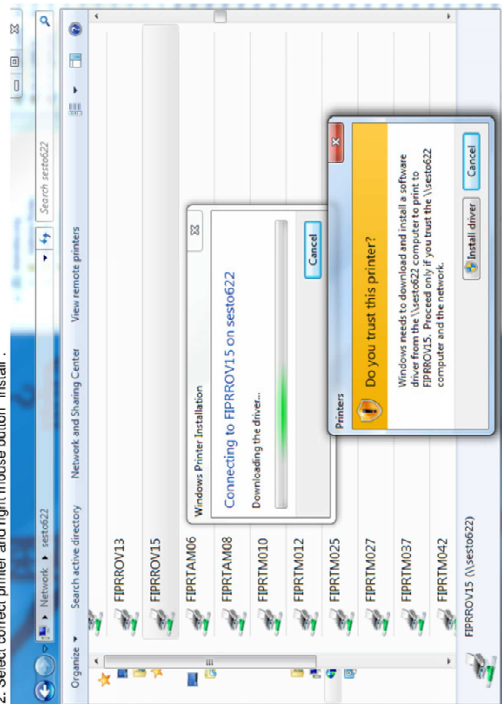 2. Select correct printer and right mouse button "Install".
Network ▸ sesto622
Search sesto622
Organize ▾
Search active directory
Network and Sharing Center
View remote printers
FIPRROV13
FIPRROV15
FIPRTAM06
FIPRTAM08
FIPRTM010
FIPRTM012
FIPRTM025
FIPRTM027
FIPRTM037
FIPRTM042
FIPRROV15 (\\sesto622)
Windows Printer Installation
Connecting to FIPRROV15 on sesto622
Downloading the driver...
Cancel
Printers
Do you trust this printer?
Windows needs to download and install a software
driver from the \\sesto622 computer to print to
FIPRROV15. Proceed only if you trust the \\sesto622
computer and the network.
Install driver
Cancel